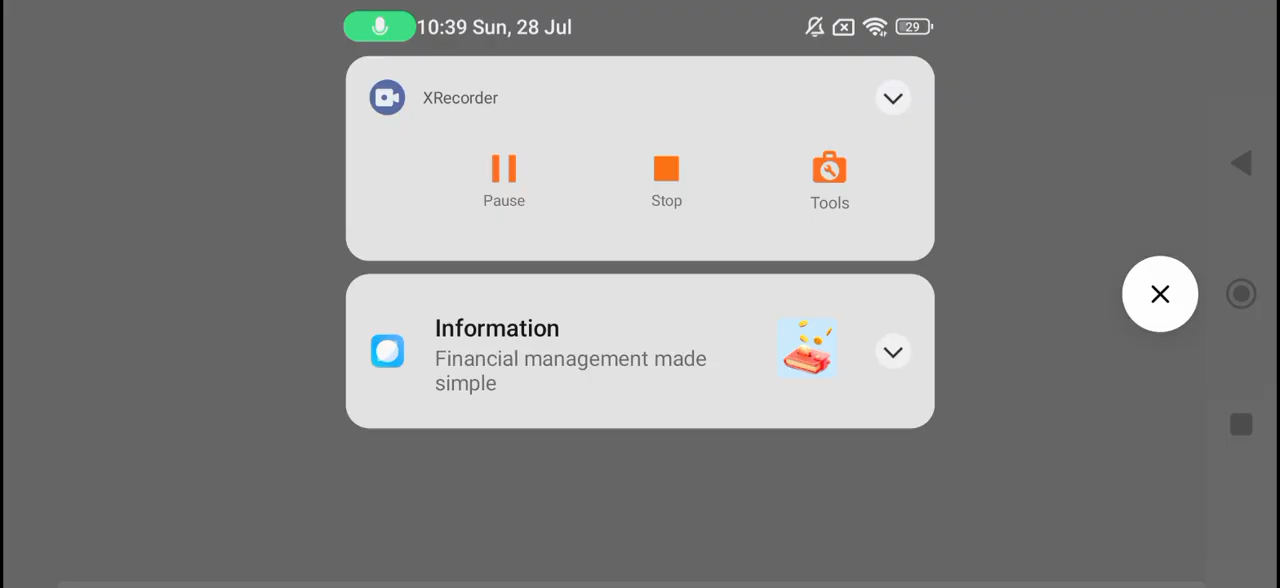 10:39 Sun, 28 Jul
29
XRecorder
Pause
Stop
Tools
Information
Financial management made
simple